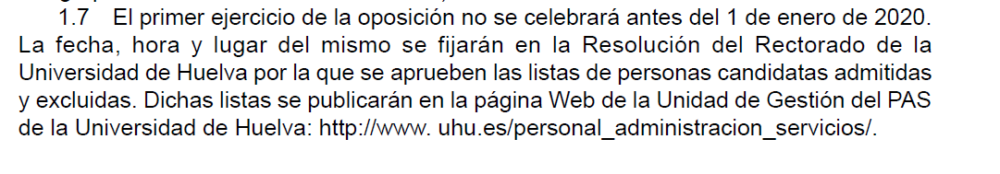 1.7 El primer ejercicio de la oposición no se celebrará antes del 1 de enero de 2020.
La fecha, hora y lugar del mismo se fijarán en la Resolución del Rectorado de la
Universidad de Huelva por la que se aprueben las listas de personas candidatas admitidas
y excluidas. Dichas listas se publicarán en la página Web de la Unidad de Gestión del PAS
de la Universidad de Huelva: http://www. uhu.es/personal_administracion_servicios/.